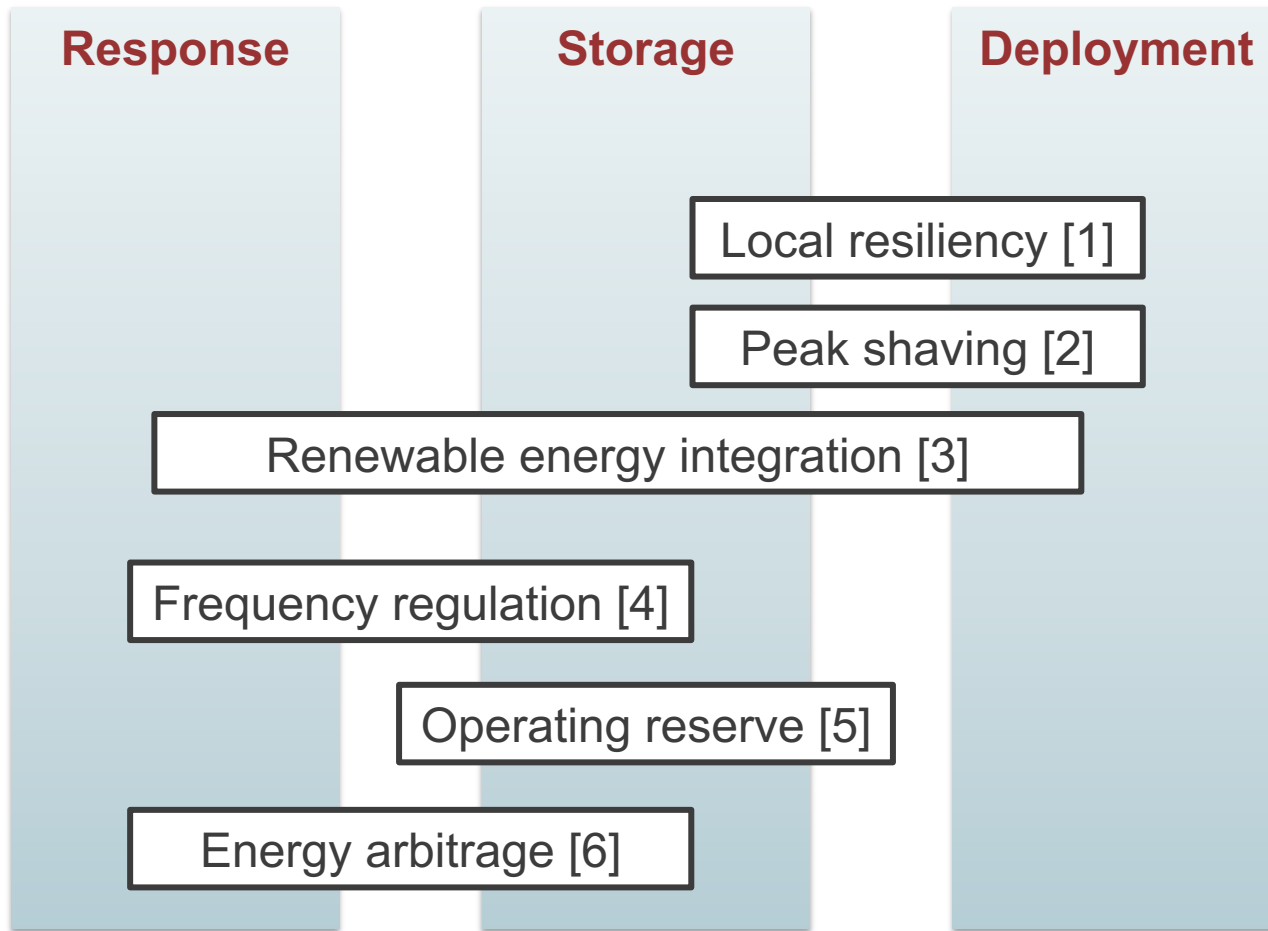 Response
Storage
Deployment
Local resiliency [1]
Peak shaving [2]
Renewable energy integration [3]
Frequency regulation [4]
Operating reserve [5]
Energy arbitrage [6]